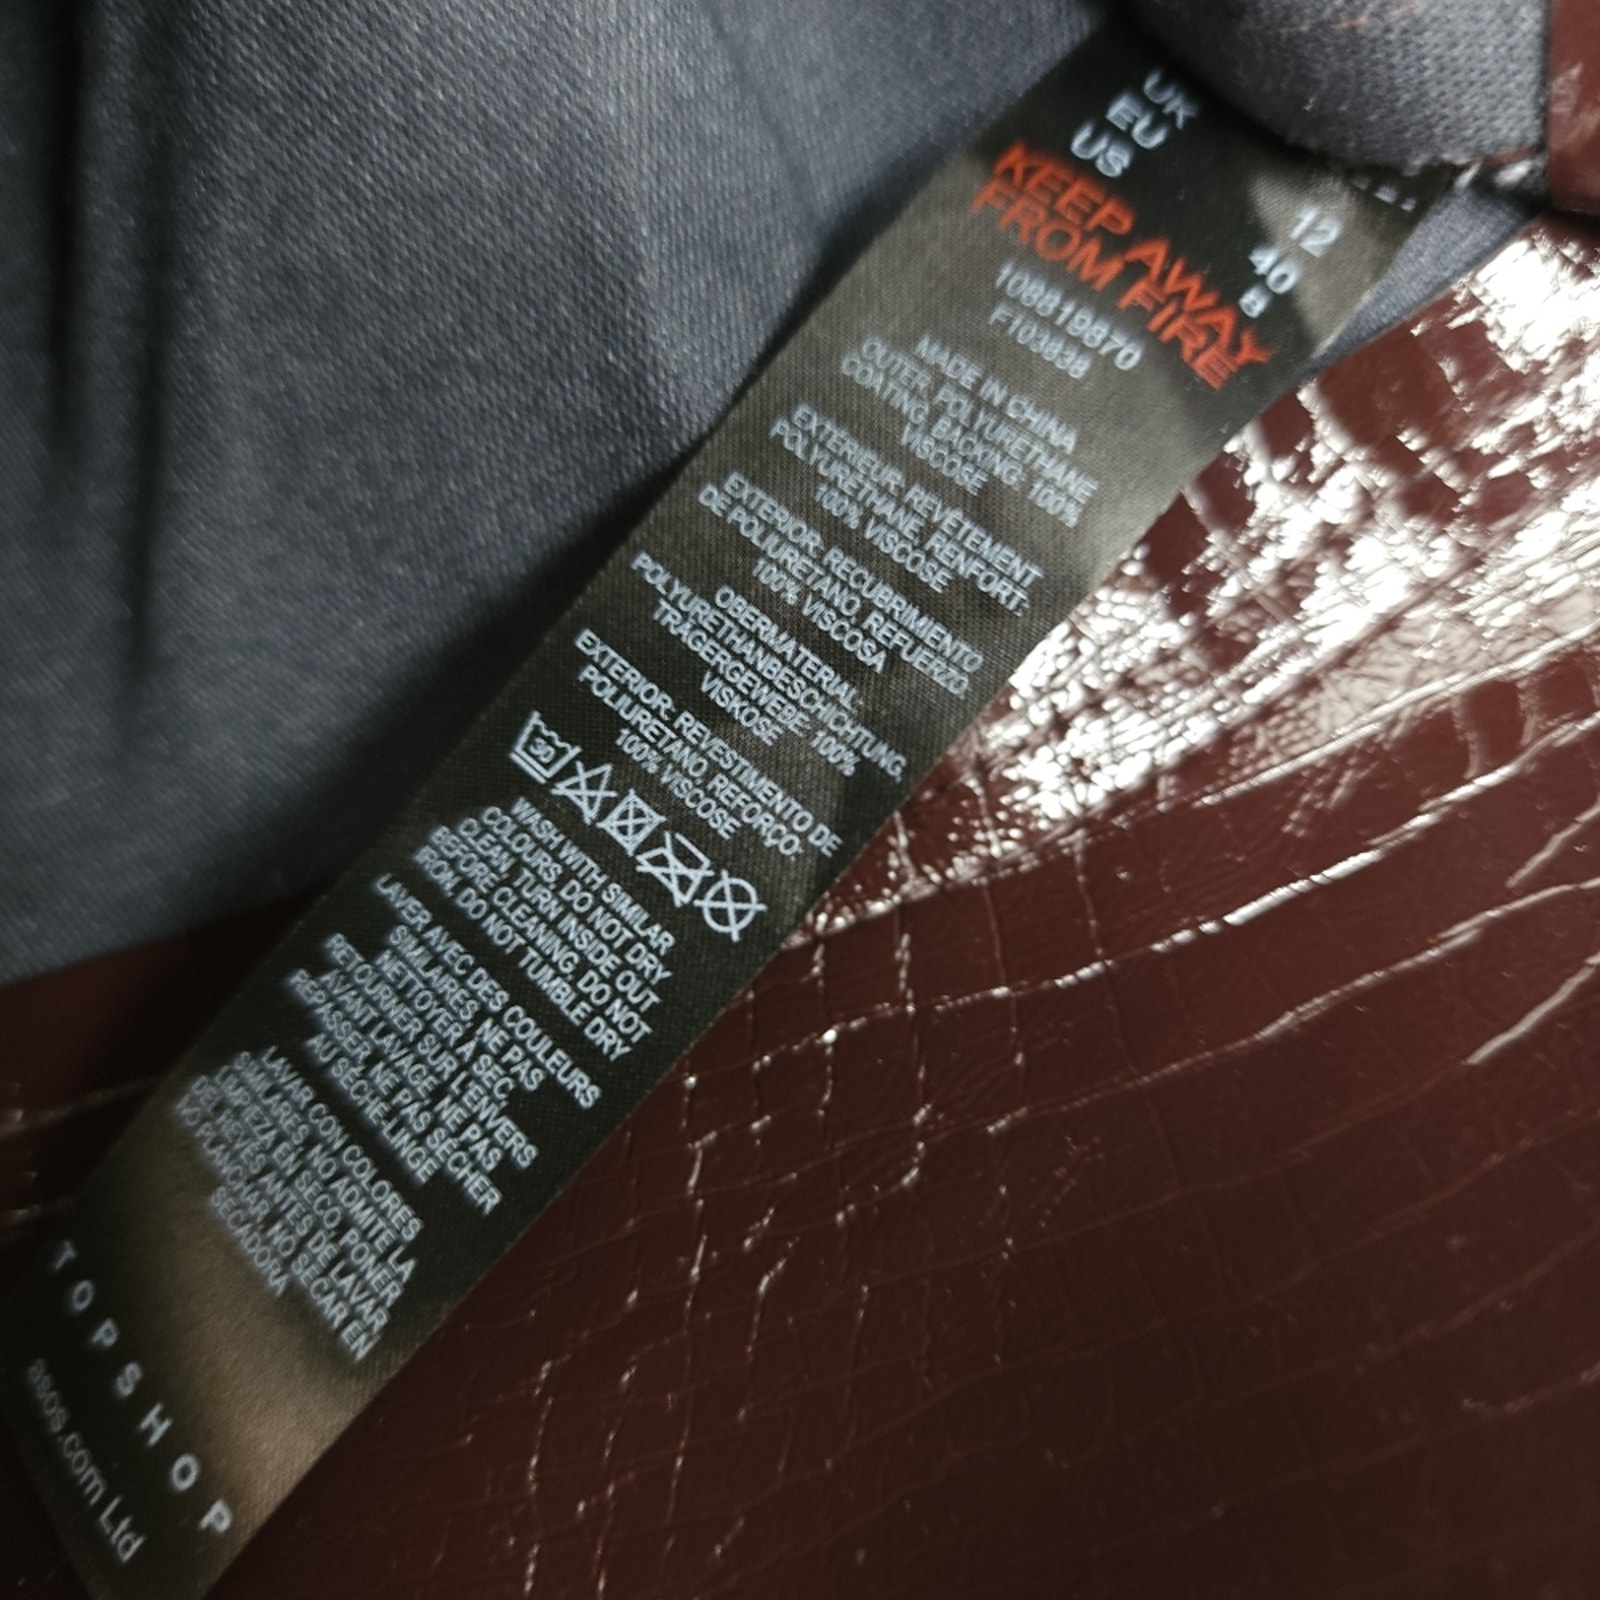 UK 12
EU 40
US 8
KEEP AWAY
FROM FIRE
108819870
F103838
MADE IN CHINA
OUTER, POLYURETHANE
COATING, BACKING: 100%
VISCOSE
EXTÉRIEUR. REVÊTEMENT
POLYURÉTHANE, RENFORT:
100% VISCOSE
EXTERIOR: RECUBRIMIENTO
DE POLIURETANO, REFUERZO:
100% VISCOSA
OBERMATERIAL,
POLYURETHANBESCHICHTUNG,
TRÄGERGEWEBE: 100%
VISKOSE
EXTERIOR. REVESTIMENTO DE
POLIURETANO, REFORÇO:
100% VISCOSE
30
WASH WITH SIMILAR
COLOURS, DO NOT DRY
CLEAN, TURN INSIDE OUT
BEFORE CLEANING, DO NOT
IRON, DO NOT TUMBLE DRY
LAVER AVEC DES COULEURS
SIMILAIRES, NE PAS
NETTOYER À SEC,
RETOURNER SUR L'ENVERS
AVANT LAVAGE, NE PAS
REPASSER, NE PAS SÉCHER
AU SÈCHE-LINGE
LAVAR CON COLORES
SIMILARES, NO ADMITE LA
LIMPIEZA EN SECO, PONER
DEL REVÉS ANTES DE LAVAR,
NO PLANCHAR, NO SECAR EN
SECADORA
TOPSHOP
asos.com Ltd